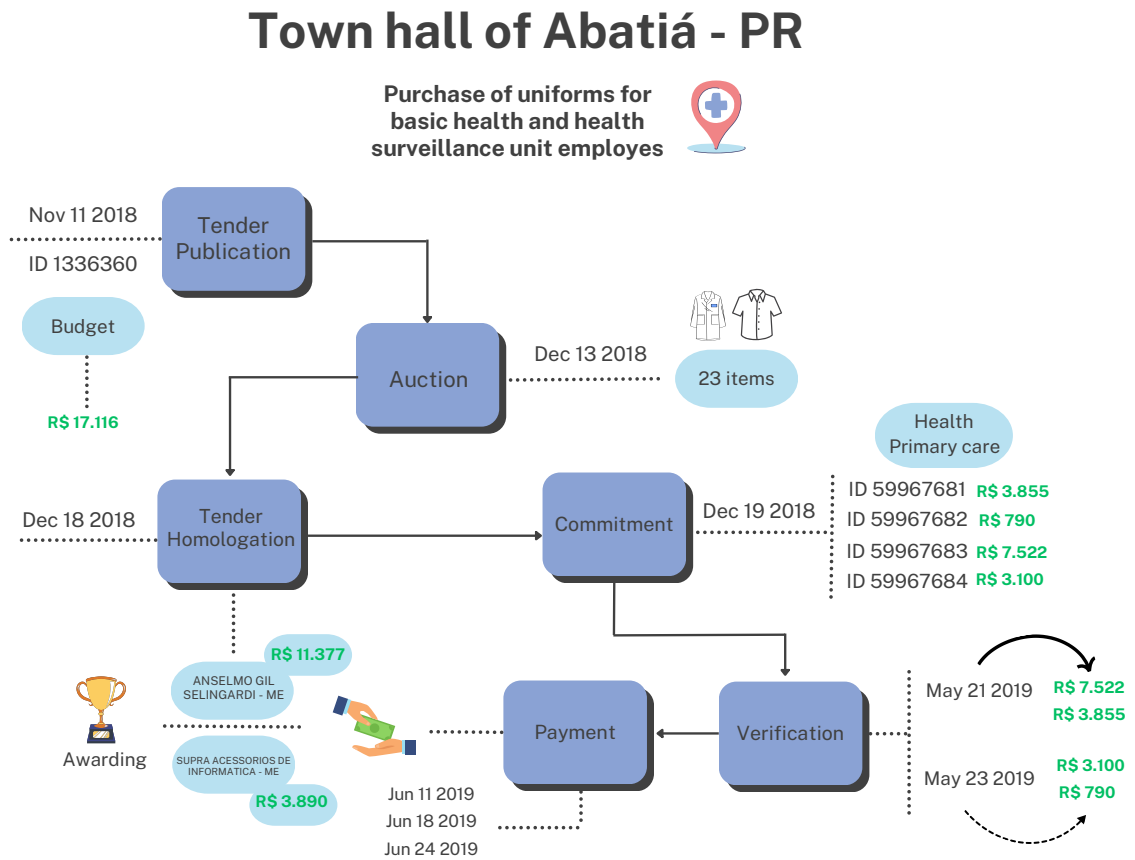 Town hall of Abatiá - PR
Purchase of uniforms for
basic health and health
surveillance unit employes
Nov 11 2018
ID 1336360
Tender
Publication
Budget
R$ 17.116
Auction
Dec 13 2018
23 items
Dec 18 2018
Tender
Homologation
Commitment
Dec 19 2018
Health
Primary care
ID 59967681 R$ 3.855
ID 59967682 R$ 790
ID 59967683 R$ 7.522
ID 59967684 R$ 3.100
Awarding
R$ 11.377
ANSELMO GIL
SELINGARDI - ME
SUPRA ACESSORIOS DE
INFORMATICA - ME
R$ 3.890
Payment
Jun 11 2019
Jun 18 2019
Jun 24 2019
Verification
May 21 2019
R$ 7.522
R$ 3.855
May 23 2019
R$ 3.100
R$ 790